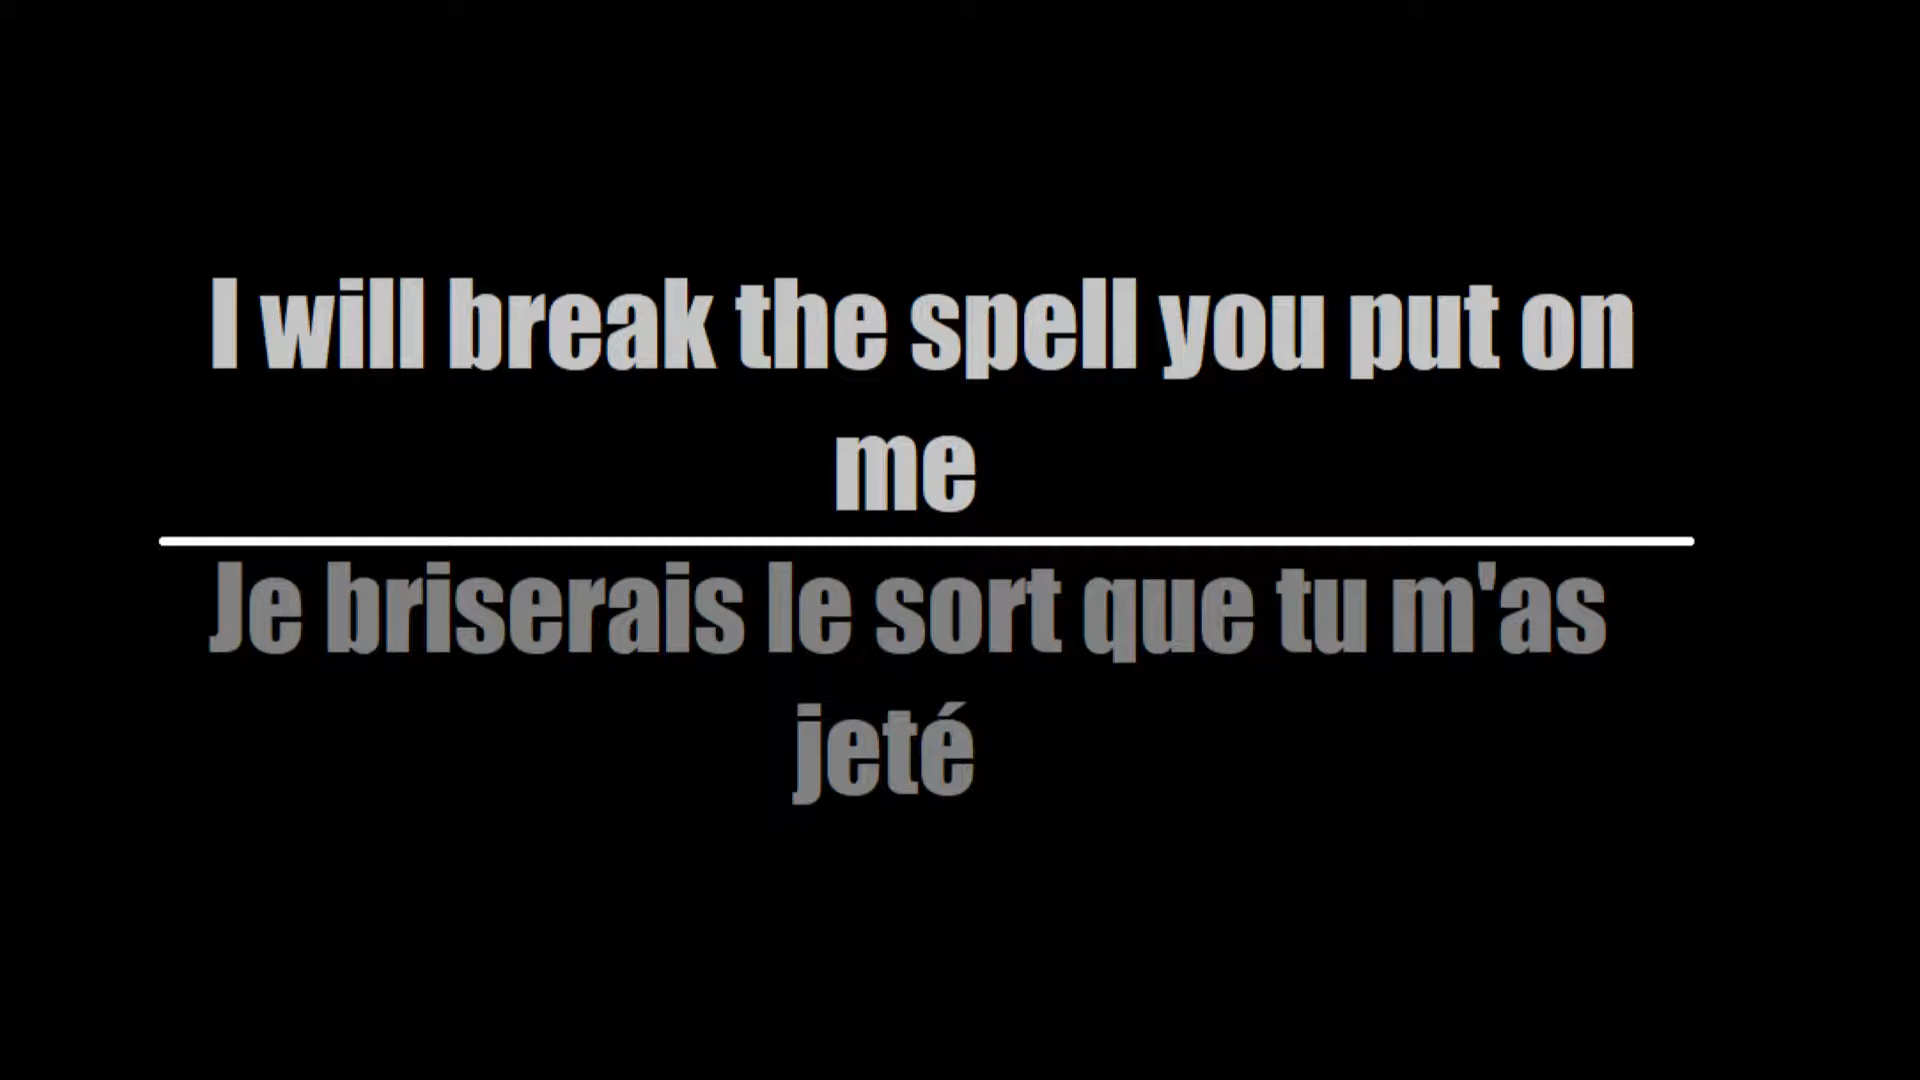 I will break the spell you put on
me
Je briserais le sort que tu m'as
jeté